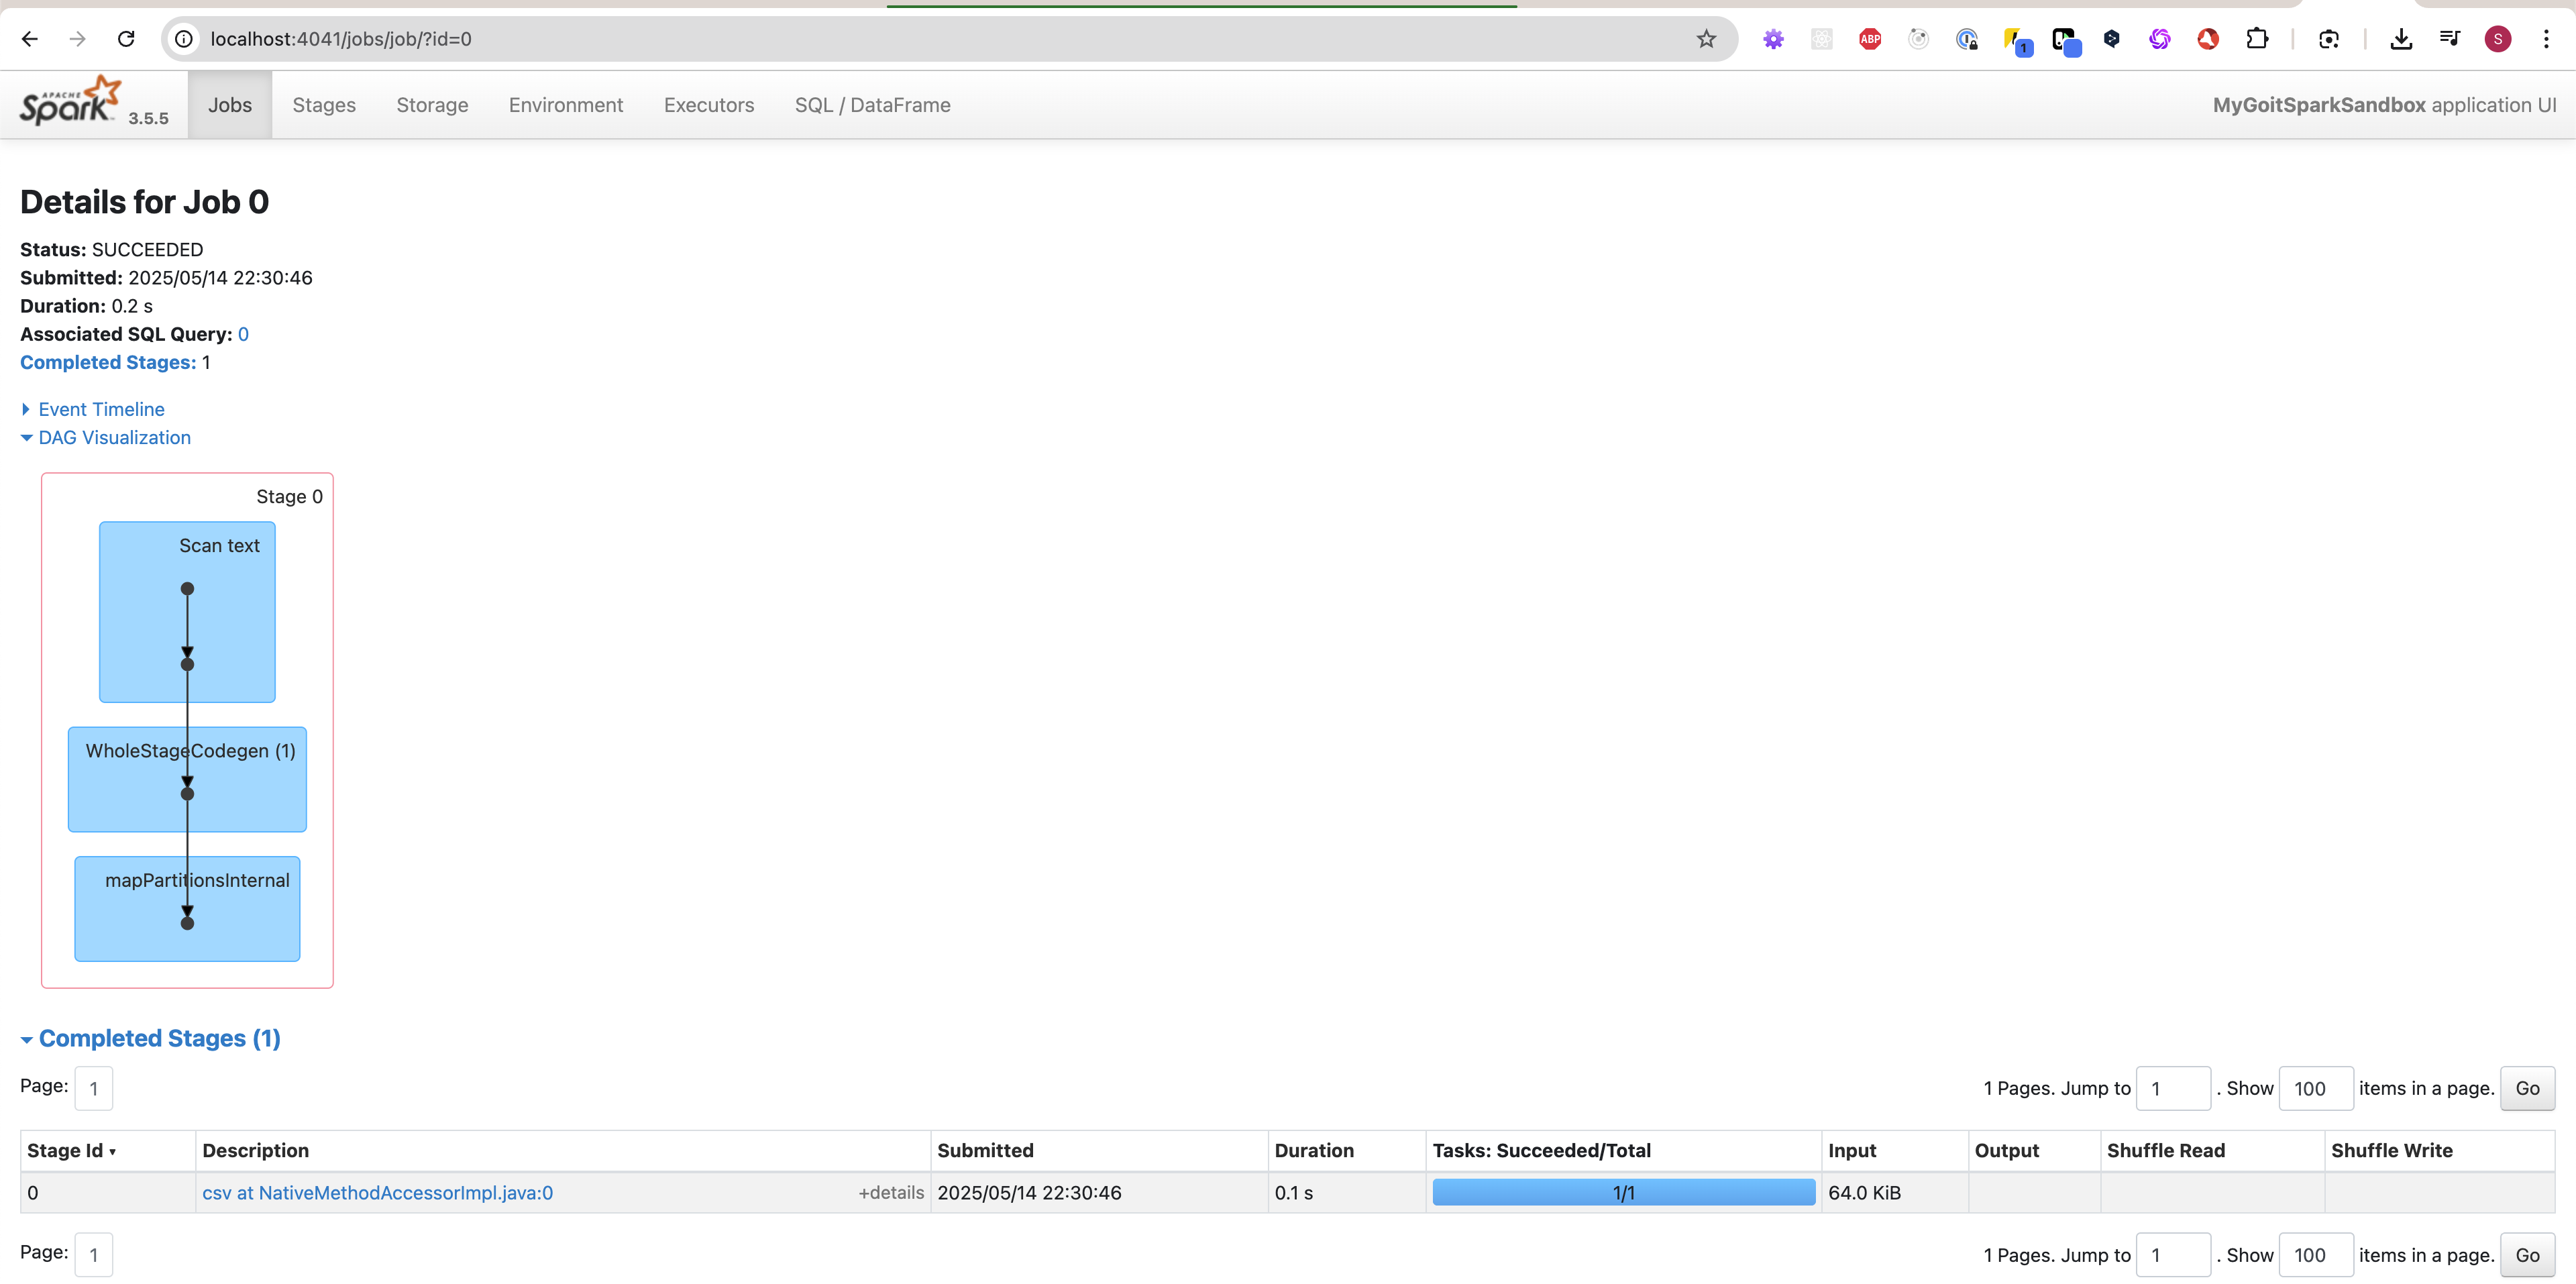 localhost:4041/jobs/job/?id=0
ABP
1
S
APACHE
Spark 3.5.5
Jobs Stages Storage Environment Executors SQL / DataFrame MyGoitSparkSandbox application UI
Details for Job 0
Status: SUCCEEDED
Submitted: 2025/05/14 22:30:46
Duration: 0.2 s
Associated SQL Query: 0
Completed Stages: 1
Event Timeline
DAG Visualization
Stage 0
Scan text
WholeStageCodegen (1)
mapPartitionsInternal
Completed Stages (1)
Page: 1 1 Pages. Jump to 1 . Show 100 items in a page. Go
Stage Id ▾ Description Submitted Duration Tasks: Succeeded/Total Input Output Shuffle Read Shuffle Write
0 csv at NativeMethodAccessorImpl.java:0 +details 2025/05/14 22:30:46 0.1 s 1/1 64.0 KiB
Page: 1 1 Pages. Jump to 1 . Show 100 items in a page. Go